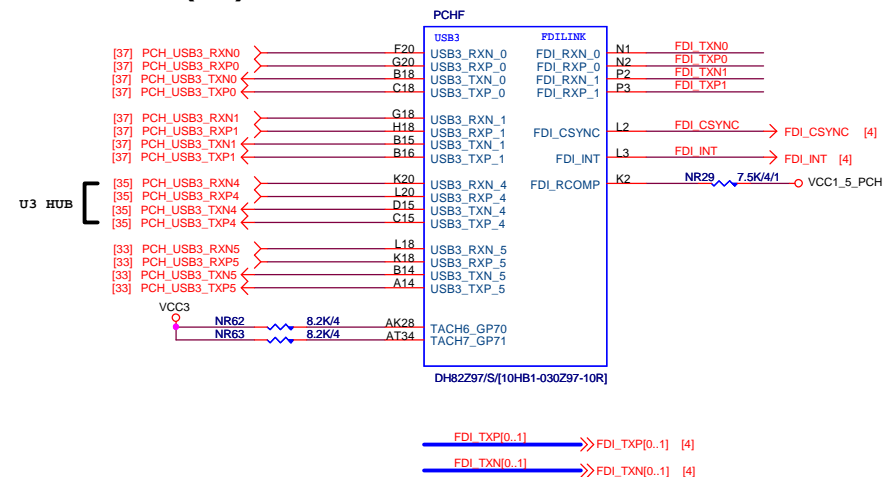 PCHF
USB3 FDILINK
[37] PCH_USB3_RXN0 F20 USB3_RXN_0 FDI_RXN_0 N1 FDI_TXN0
[37] PCH_USB3_RXP0 G20 USB3_RXP_0 FDI_RXP_0 N2 FDI_TXP0
[37] PCH_USB3_TXN0 B18 USB3_TXN_0 FDI_RXN_1 P2 FDI_TXN1
[37] PCH_USB3_TXP0 C18 USB3_TXP_0 FDI_RXP_1 P3 FDI_TXP1
[37] PCH_USB3_RXN1 G18 USB3_RXN_1
[37] PCH_USB3_RXP1 H18 USB3_RXP_1 FDI_CSYNC L2 FDI_CSYNC FDI_CSYNC [4]
[37] PCH_USB3_TXN1 B15 USB3_TXN_1
[37] PCH_USB3_TXP1 B16 USB3_TXP_1 FDI_INT L3 FDI_INT FDI_INT [4]
[35] PCH_USB3_RXN4 K20 USB3_RXN_4 FDI_RCOMP K2 NR29 7.5K/4/1 VCC1_5_PCH
[35] PCH_USB3_RXP4 L20 USB3_RXP_4
U3 HUB
[35] PCH_USB3_TXN4 D15 USB3_TXN_4
[35] PCH_USB3_TXP4 C15 USB3_TXP_4
[33] PCH_USB3_RXN5 L18 USB3_RXN_5
[33] PCH_USB3_RXP5 K18 USB3_RXP_5
[33] PCH_USB3_TXN5 B14 USB3_TXN_5
[33] PCH_USB3_TXP5 A14 USB3_TXP_5
VCC3
NR62 8.2K/4 AK28 TACH6_GP70
NR63 8.2K/4 AT34 TACH7_GP71
DH82Z97/S/[10HB1-030Z97-10R]
FDI_TXP[0..1] FDI_TXP[0..1] [4]
FDI_TXN[0..1] FDI_TXN[0..1] [4]